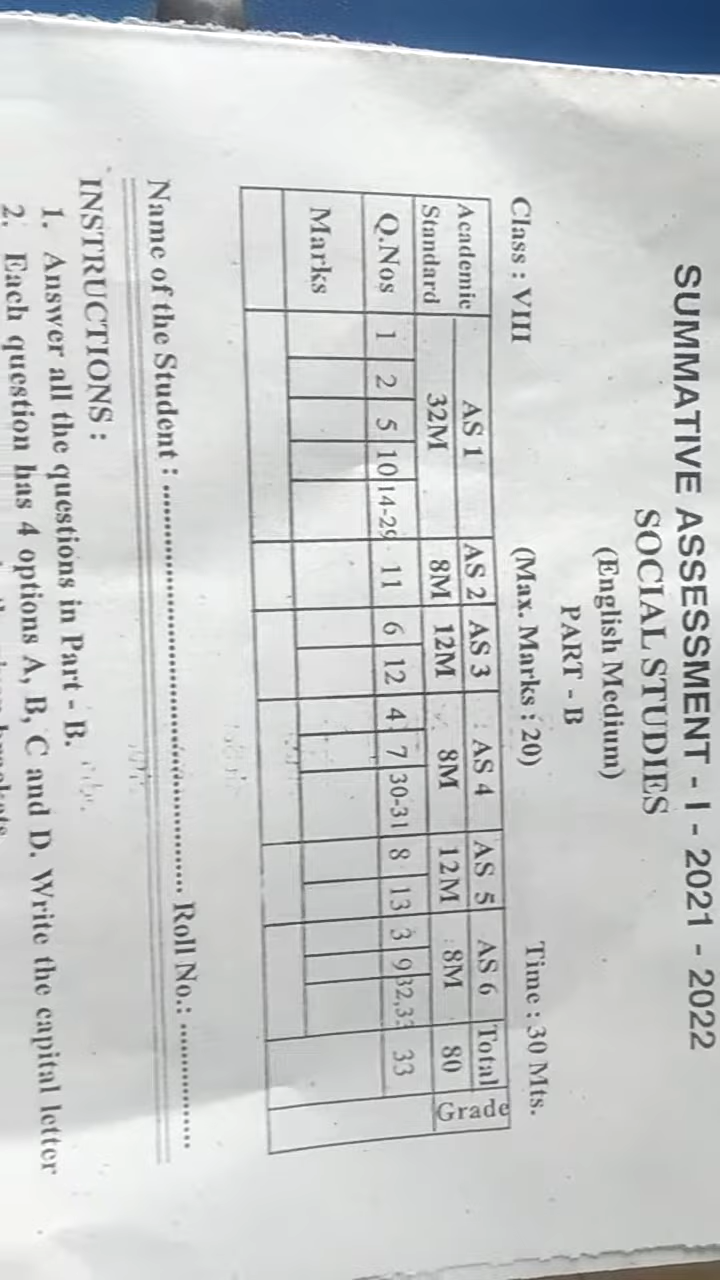 SUMMATIVE ASSESSMENT - I - 2021 - 2022
SOCIAL STUDIES
(English Medium)
PART - B
Class : VIII (Max. Marks : 20) Time : 30 Mts.
Academic Standard AS 1 32M AS 2 8M AS 3 12M AS 4 8M AS 5 12M AS 6 8M Total 80 Grade
Q.Nos 1 2 5 10 14-29 11 6 12 4 7 30-31 8 13 3 9 32,33 33
Marks
Name of the Student : .................................................. Roll No.: ...............
INSTRUCTIONS :
1. Answer all the questions in Part - B.
2. Each question has 4 options A, B, C and D. Write the capital letter